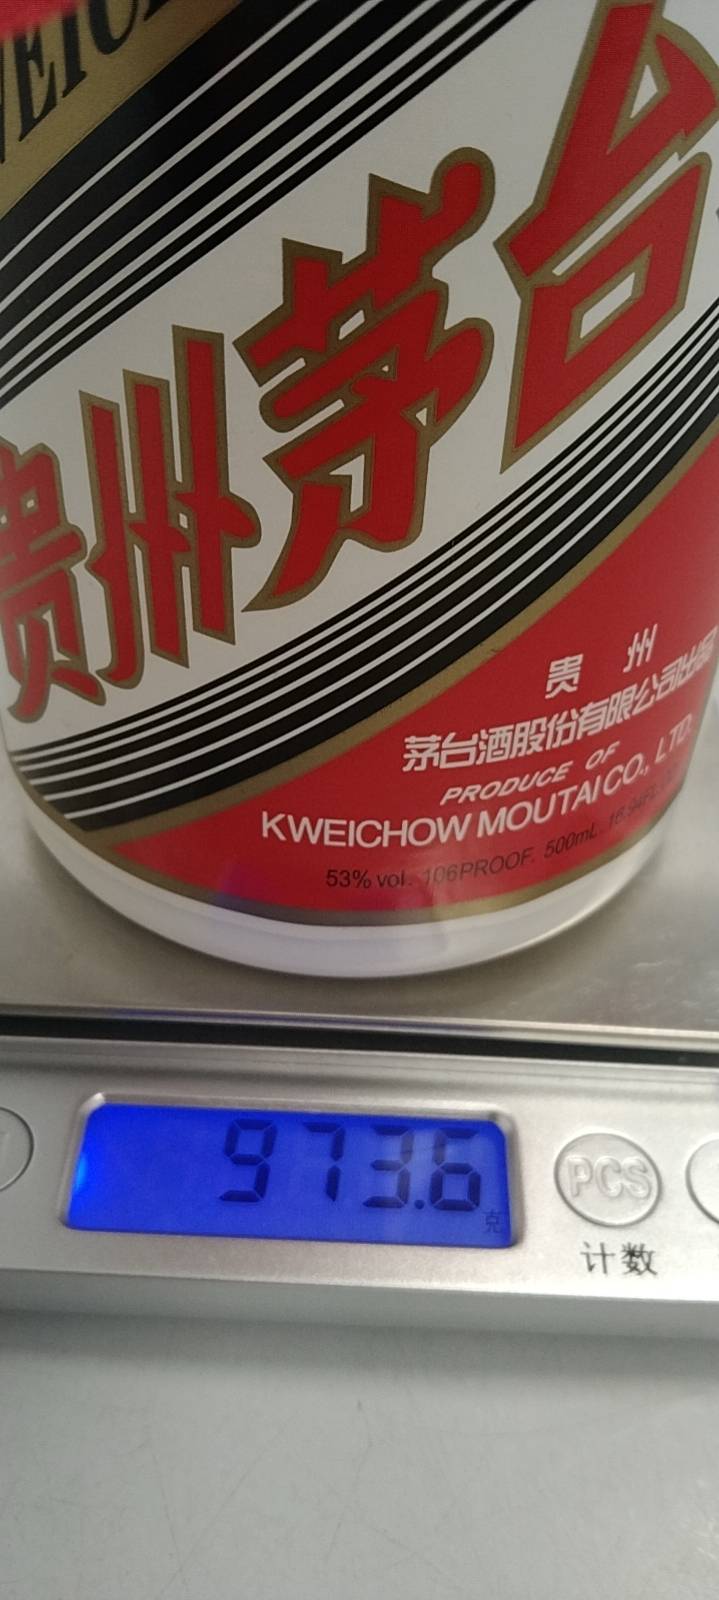 贵州茅台
贵 州
茅台酒股份有限公司出品
PRODUCE OF
KWEICHOW MOUTAI CO., LTD.
53% vol. 106PROOF. 500mL
973.6
克
PCS
计数